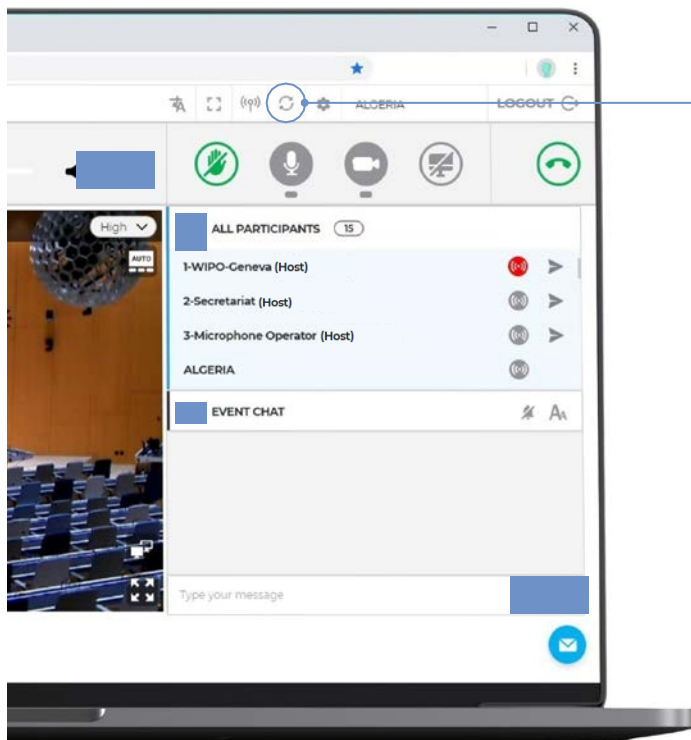 ALGERIA LOGOUT
High
AUTO
ALL PARTICIPANTS 15
1-WIPO-Geneva (Host)
2-Secretariat (Host)
3-Microphone Operator (Host)
ALGERIA
EVENT CHAT AA
Type your message